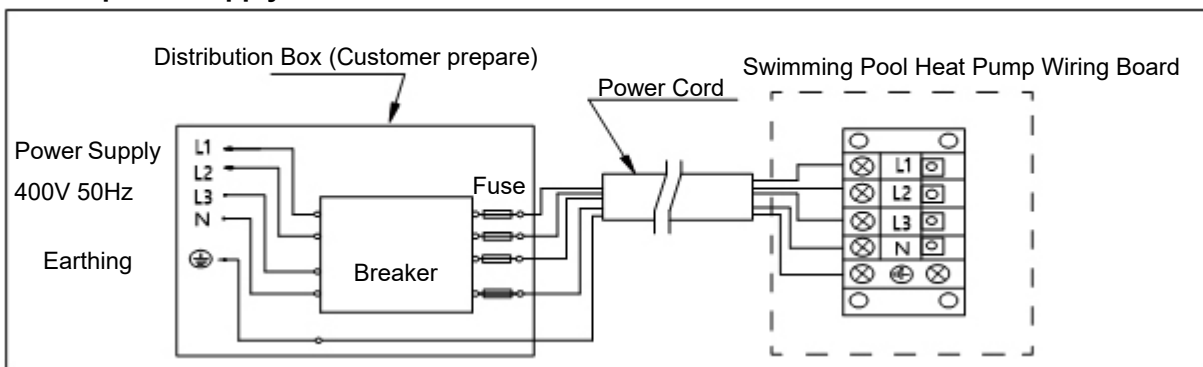 Distribution Box (Customer prepare)
Swimming Pool Heat Pump Wiring Board
Power Cord
Power Supply
400V 50Hz
Earthing
L1
L2
L3
N
Fuse
Breaker
L1
L2
L3
N